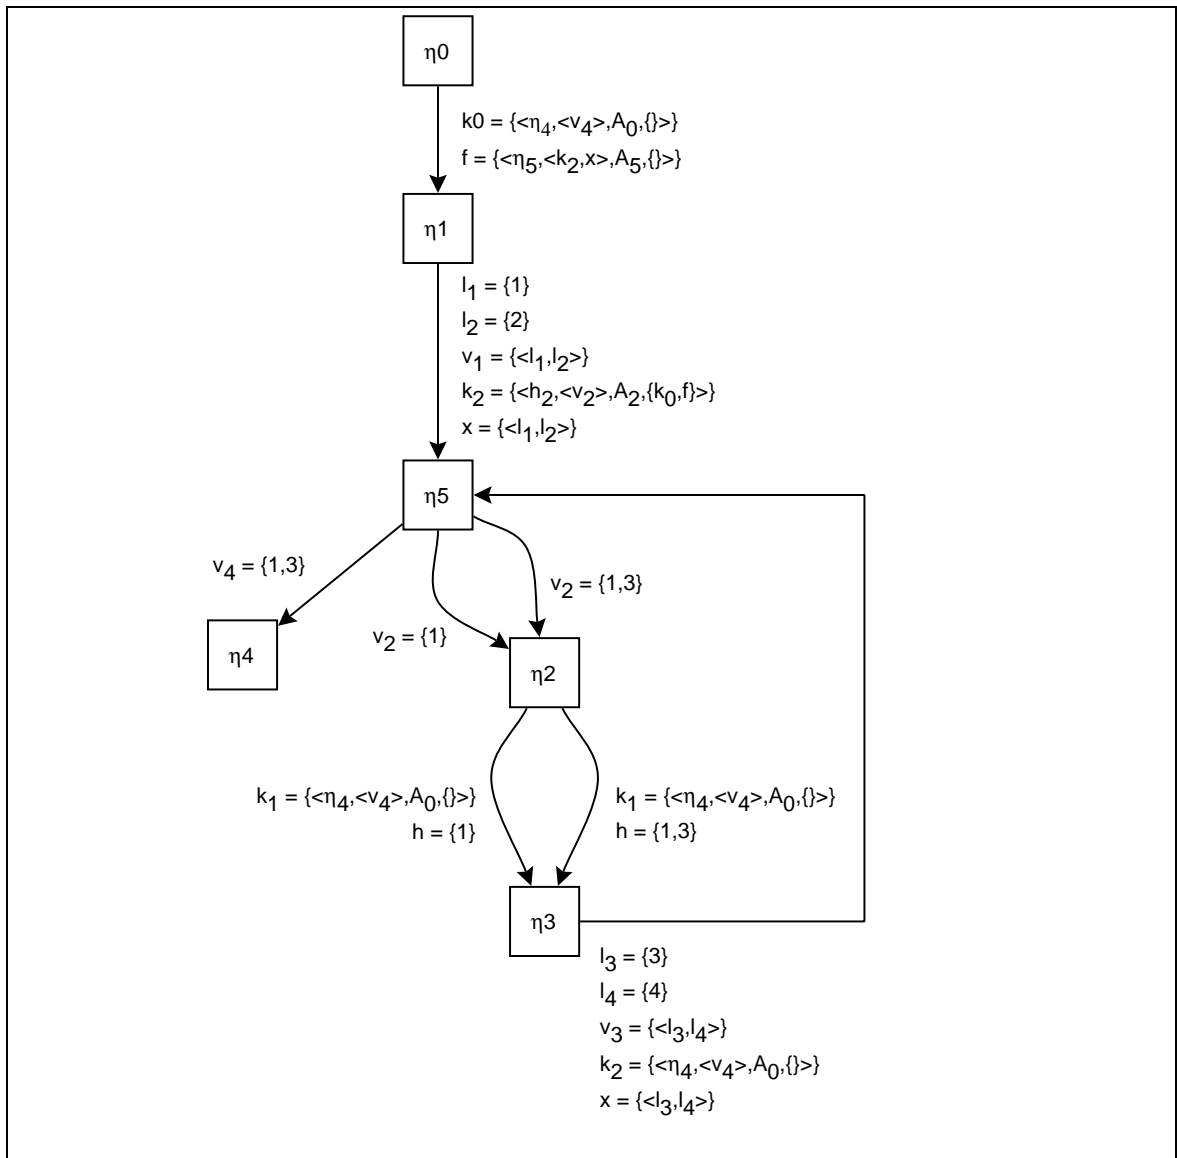 η0
k0 = {<η4,<v4>,A0,{}>}
f = {<η5,<k2,x>,A5,{}>}
η1
l1 = {1}
l2 = {2}
v1 = {<l1,l2>}
k2 = {<h2,<v2>,A2,{k0,f}>}
x = {<l1,l2>}
η5
v4 = {1,3}
v2 = {1,3}
v2 = {1}
η4
η2
k1 = {<η4,<v4>,A0,{}>}
h = {1}
k1 = {<η4,<v4>,A0,{}>}
h = {1,3}
η3
l3 = {3}
l4 = {4}
v3 = {<l3,l4>}
k2 = {<η4,<v4>,A0,{}>}
x = {<l3,l4>}